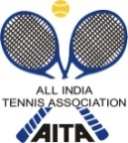 ALL INDIA
TENNIS ASSOCIATION
AITA